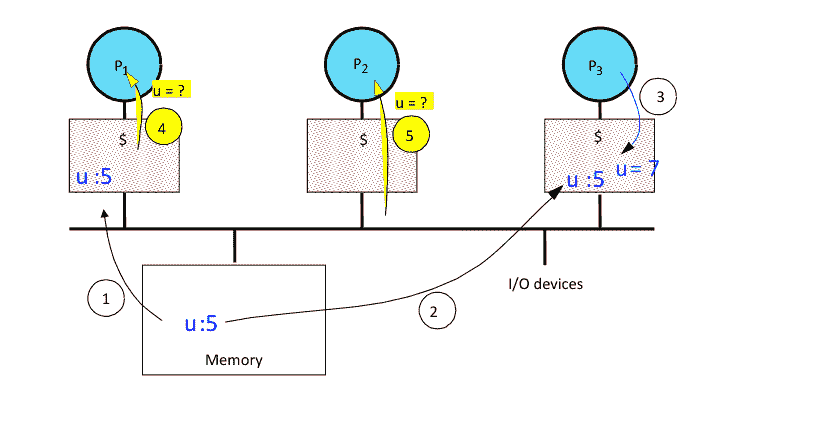 P1
P2
P3
u = ?
u = ?
3
$
4
$
5
$
u :5
u :5
u = 7
1
2
I/O devices
u :5
Memory